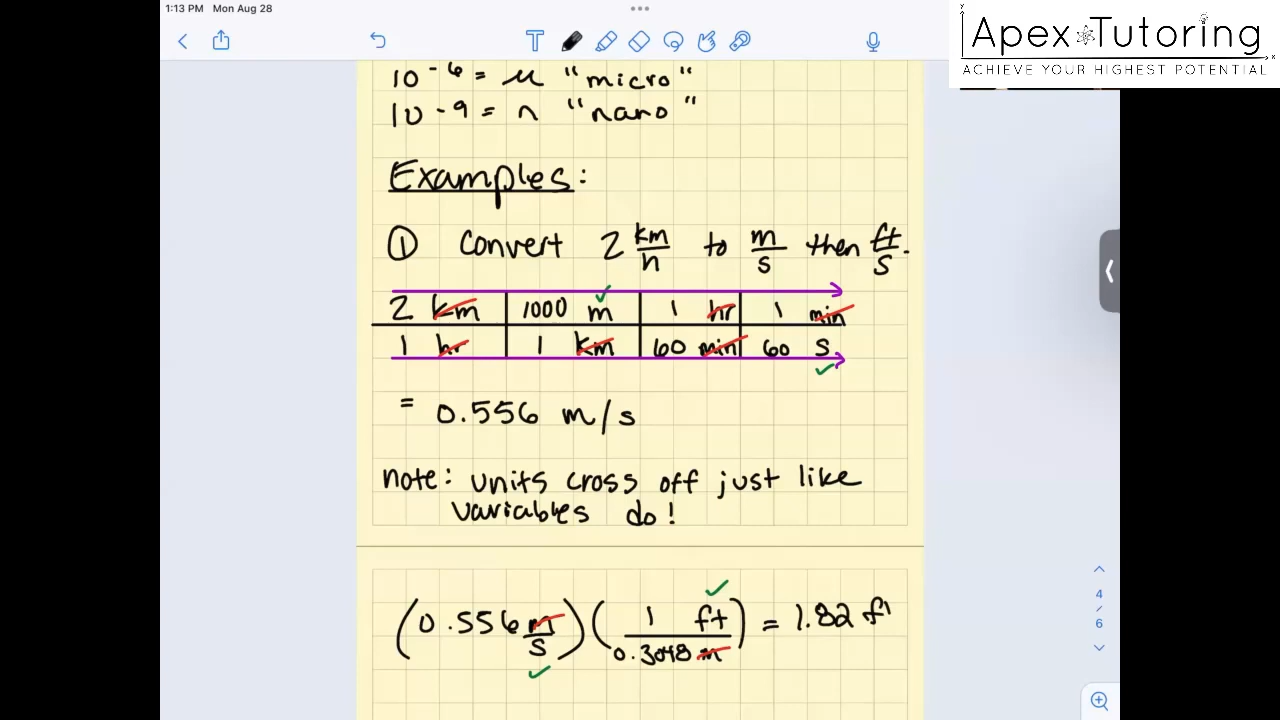 1:13 PM Mon Aug 28
Apex Tutoring
ACHIEVE YOUR HIGHEST POTENTIAL
10 -6 = μ "micro"
10 -9 = n "nano"
Examples:
① Convert 2 km/h to m/s then ft/s.
2 km | 1000 m | 1 hr | 1 min
1 hr | 1 km | 60 min | 60 s
= 0.556 m/s
note: units cross off just like
variables do!
(0.556 m/s) (1 ft / 0.3048 m) = 1.82 ft
4
/
6